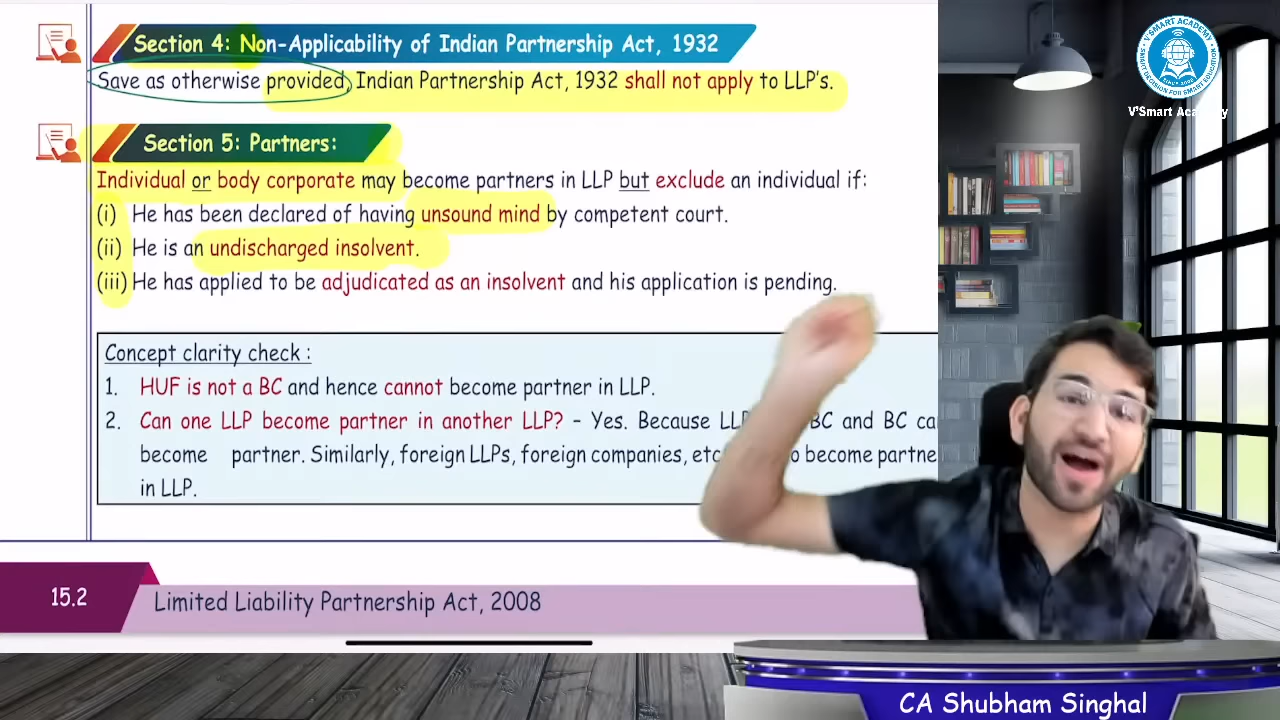 Section 4: Non-Applicability of Indian Partnership Act, 1932
Save as otherwise provided, Indian Partnership Act, 1932 shall not apply to LLP's.
Section 5: Partners:
Individual or body corporate may become partners in LLP but exclude an individual if:
(i) He has been declared of having unsound mind by competent court.
(ii) He is an undischarged insolvent.
(iii) He has applied to be adjudicated as an insolvent and his application is pending.
Concept clarity check :
1. HUF is not a BC and hence cannot become partner in LLP.
2. Can one LLP become partner in another LLP? – Yes. Because LLP BC and BC
become partner. Similarly, foreign LLPs, foreign companies, etc become
in LLP.
15.2 Limited Liability Partnership Act, 2008
V'SMART ACADEMY
V'Smart Academy
CA Shubham Singhal